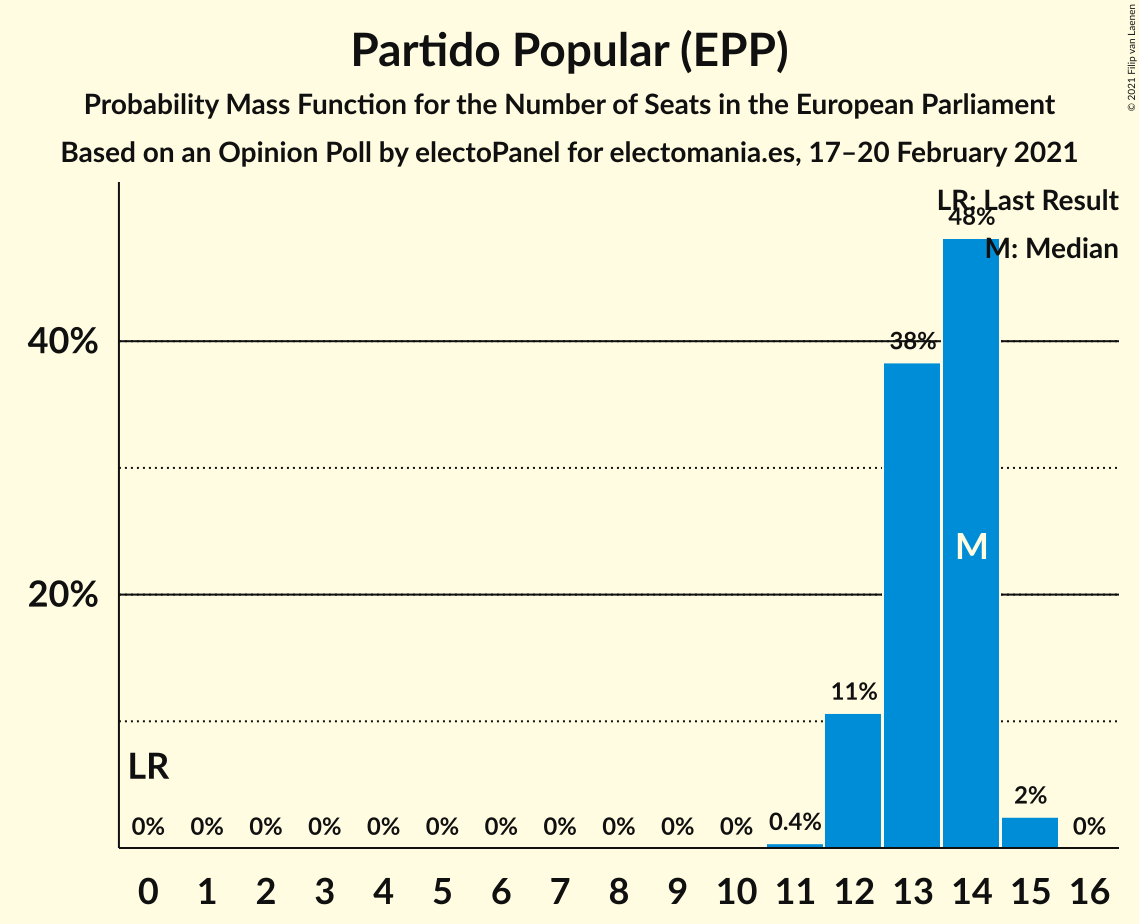 Partido Popular (EPP)
Probability Mass Function for the Number of Seats in the European Parliament
Based on an Opinion Poll by electoPanel for electomania.es, 17–20 February 2021
© 2021 Filip van Laenen
LR: Last Result
M: Median
48%
40%
38%
M
20%
11%
LR
2%
0% 0% 0% 0% 0% 0% 0% 0% 0% 0% 0% 0.4% 0%
0 1 2 3 4 5 6 7 8 9 10 11 12 13 14 15 16